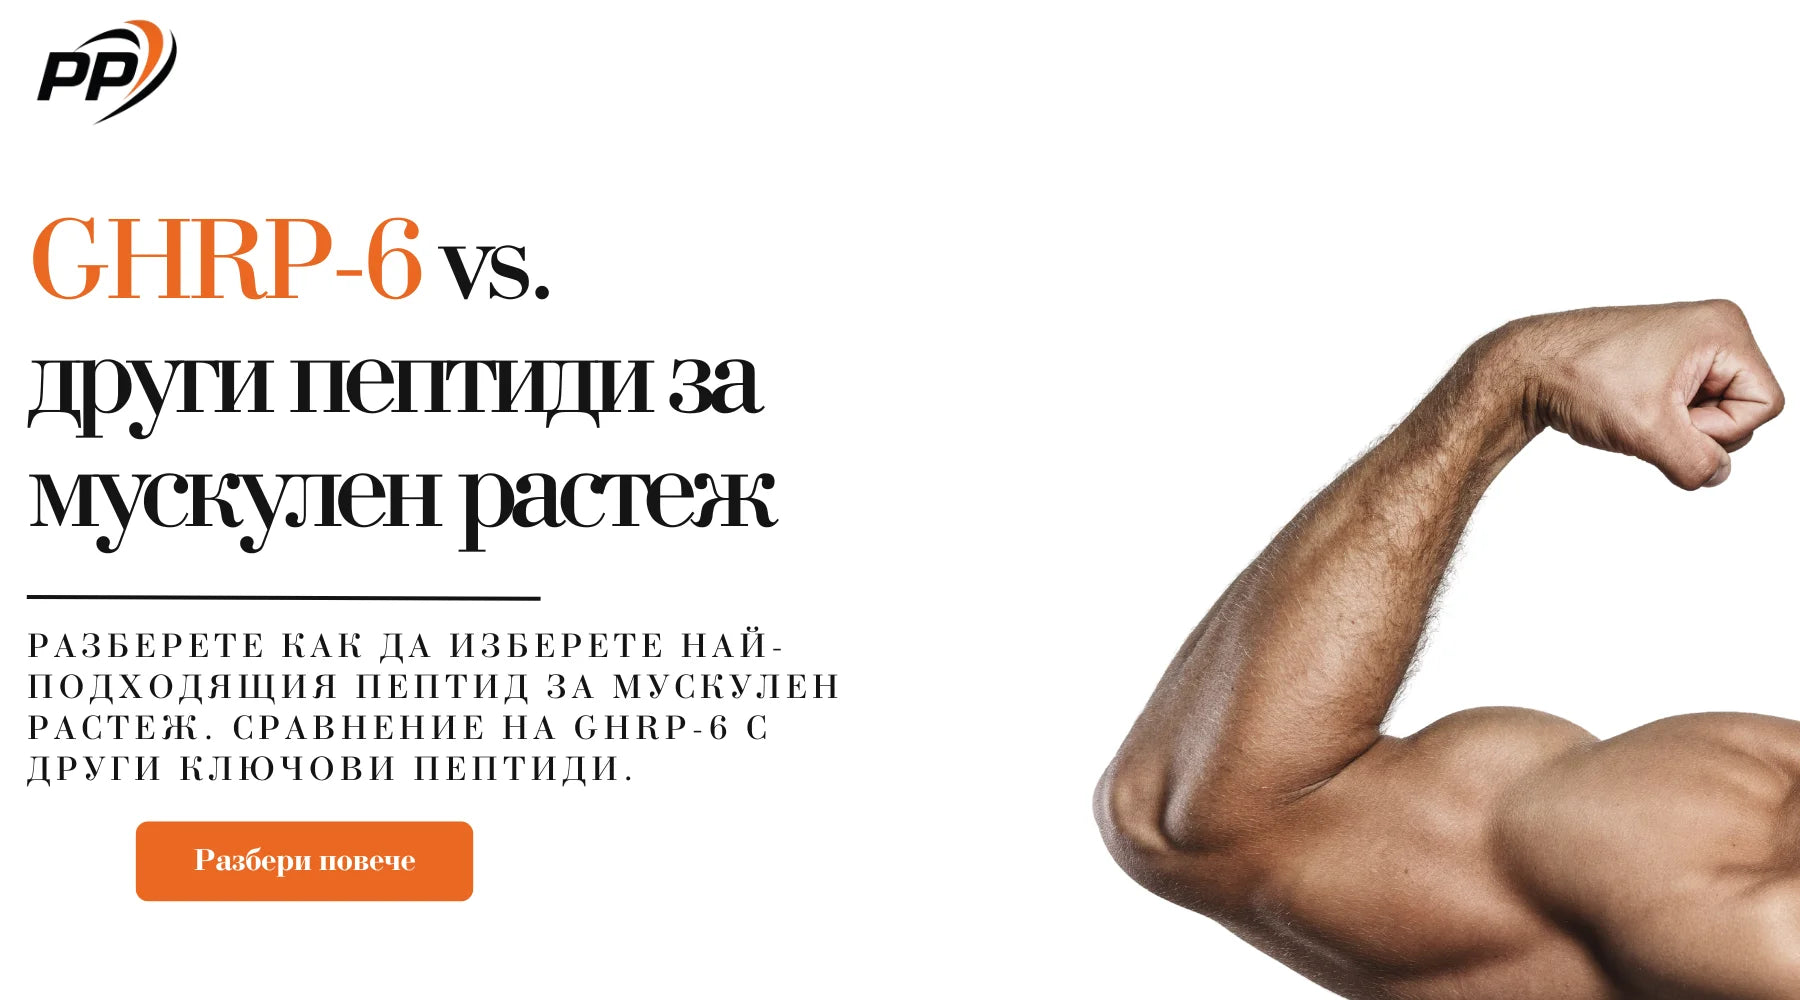 PP
GHRP-6 vs.
други пептиди за
мускулен растеж
РАЗБЕРЕТЕ КАК ДА ИЗБЕРЕТЕ НАЙ-
ПОДХОДЯЩИЯ ПЕПТИД ЗА МУСКУЛЕН
РАСТЕЖ. СРАВНЕНИЕ НА GHRP-6 С
ДРУГИ КЛЮЧОВИ ПЕПТИДИ.
Разбери повече